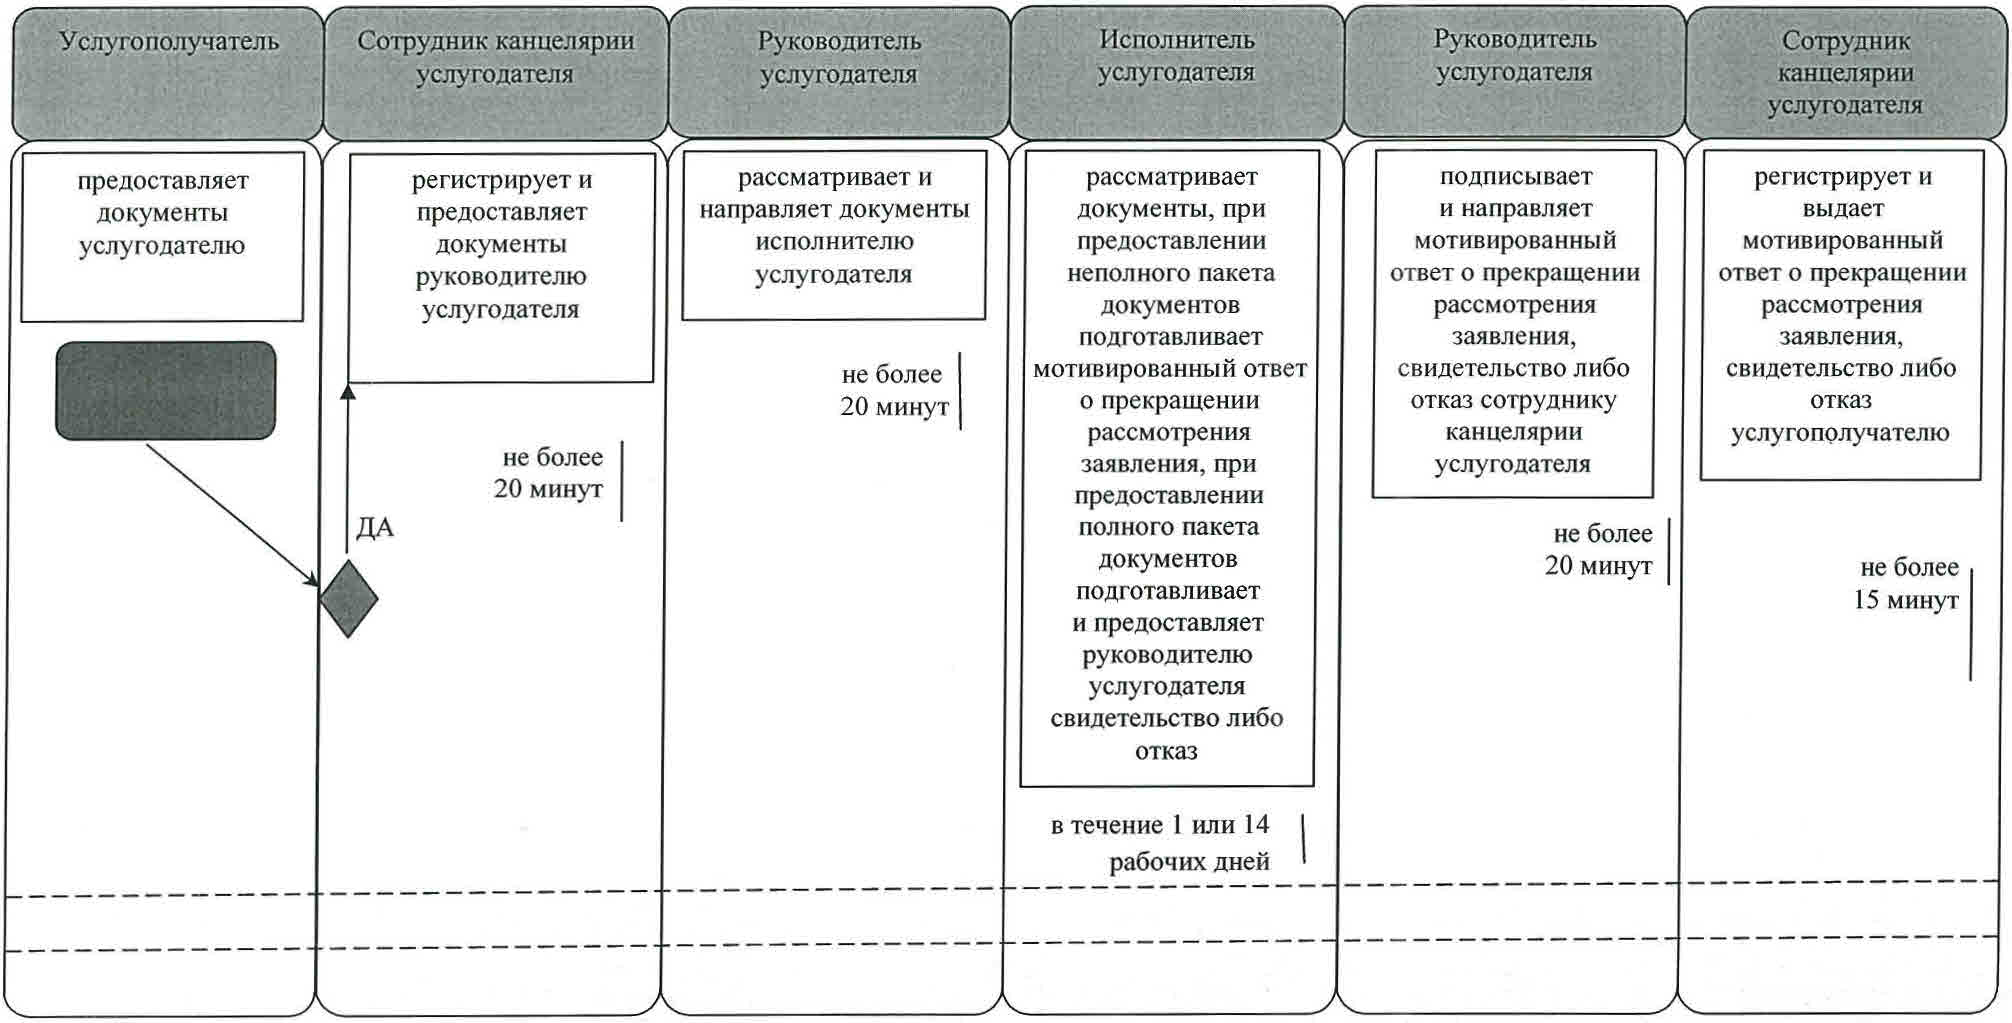 Услугополучатель
Сотрудник канцелярии
услугодателя
Руководитель
услугодателя
Исполнитель
услугодателя
Руководитель
услугодателя
Сотрудник
канцелярии
услугодателя
предоставляет
документы
услугодателю
регистрирует и
предоставляет
документы
руководителю
услугодателя
не более
20 минут
ДА
рассматривает и
направляет документы
исполнителю
услугодателя
не более
20 минут
рассматривает
документы, при
предоставлении
неполного пакета
документов
подготавливает
мотивированный ответ
о прекращении
рассмотрения
заявления, при
предоставлении
полного пакета
документов
подготавливает
и предоставляет
руководителю
услугодателя
свидетельство либо
отказ
в течение 1 или 14
рабочих дней
подписывает
и направляет
мотивированный
ответ о прекращении
рассмотрения
заявления,
свидетельство либо
отказ сотруднику
канцелярии
услугодателя
не более
20 минут
регистрирует и
выдает
мотивированный
ответ о прекращении
рассмотрения
заявления,
свидетельство либо
отказ
услугополучателю
не более
15 минут